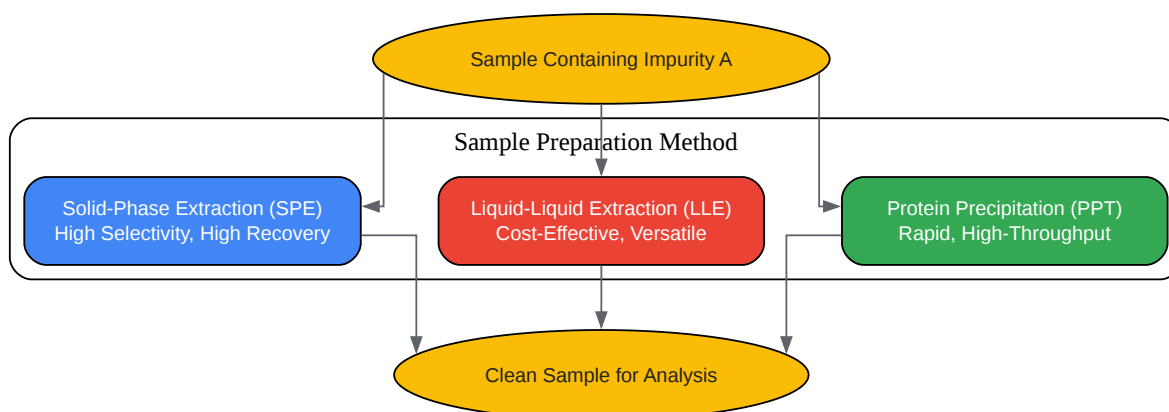 Sample Containing Impurity A
Sample Preparation Method
Solid-Phase Extraction (SPE)
High Selectivity, High Recovery
Liquid-Liquid Extraction (LLE)
Cost-Effective, Versatile
Protein Precipitation (PPT)
Rapid, High-Throughput
Clean Sample for Analysis